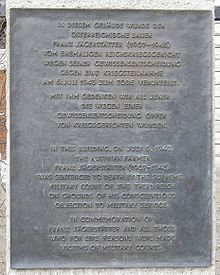 IN DIESEM GEBÄUDE WURDE DER
ÖSTERREICHISCHE BAUER
FRANZ JÄGERSTÄTTER (1907-1943)
VOM EHEMALIGEN REICHSKRIEGSGERICHT
WEGEN SEINER GEWISSENSENTSCHEIDUNG
GEGEN EINE KRIEGSTEILNAHME
AM 6. JULI 1943 ZUM TODE VERURTEILT.
MIT IHM GEDENKEN WIR ALL JENER,
DIE WEGEN EINER
GEWISSENSENTSCHEIDUNG OPFER
VON KRIEGSGERICHTEN WURDEN.
IN THIS BUILDING, ON JULY 6, 1943,
THE AUSTRIAN FARMER
FRANZ JÄGERSTÄTTER (1907-1943)
WAS SENTENCED TO DEATH BY THE SUPREME
MILITARY COURT OF THE THIRD REICH
ON GROUNDS OF HIS CONSCIENTIOUS
OBJECTION TO MILITARY SERVICE.
IN COMMEMORATION OF
FRANZ JÄGERSTÄTTER AND ALL THOSE
WHO FOR LIKE REASONS WERE MADE
VICTIMS OF MILITARY COURTS.